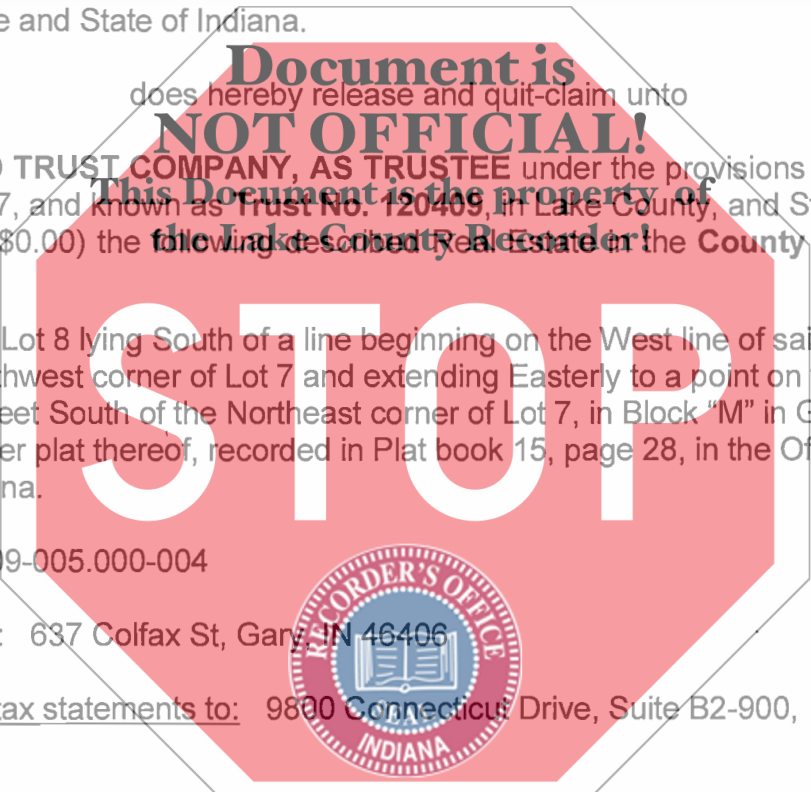 e and State of Indiana.
Document is
does hereby release and quit-claim unto
NOT OFFICIAL!
TRUST COMPANY, AS TRUSTEE under the provisions
This Document is the property of
7, and known as Trust No. 120409, in Lake County, and S
the Lake County Recorder!
$0.00) the following described Real Estate in the County
Lot 8 lying South of a line beginning on the West line of sai
thwest corner of Lot 7 and extending Easterly to a point on
eet South of the Northeast corner of Lot 7, in Block “M” in G
er plat thereof, recorded in Plat book 15, page 28, in the Of
na.
STOP
09-005.000-004
: 637 Colfax St, Gary, IN 46406
tax statements to: 9800 Connecticut Drive, Suite B2-900,
RECORDER'S OFFICE
INDIANA